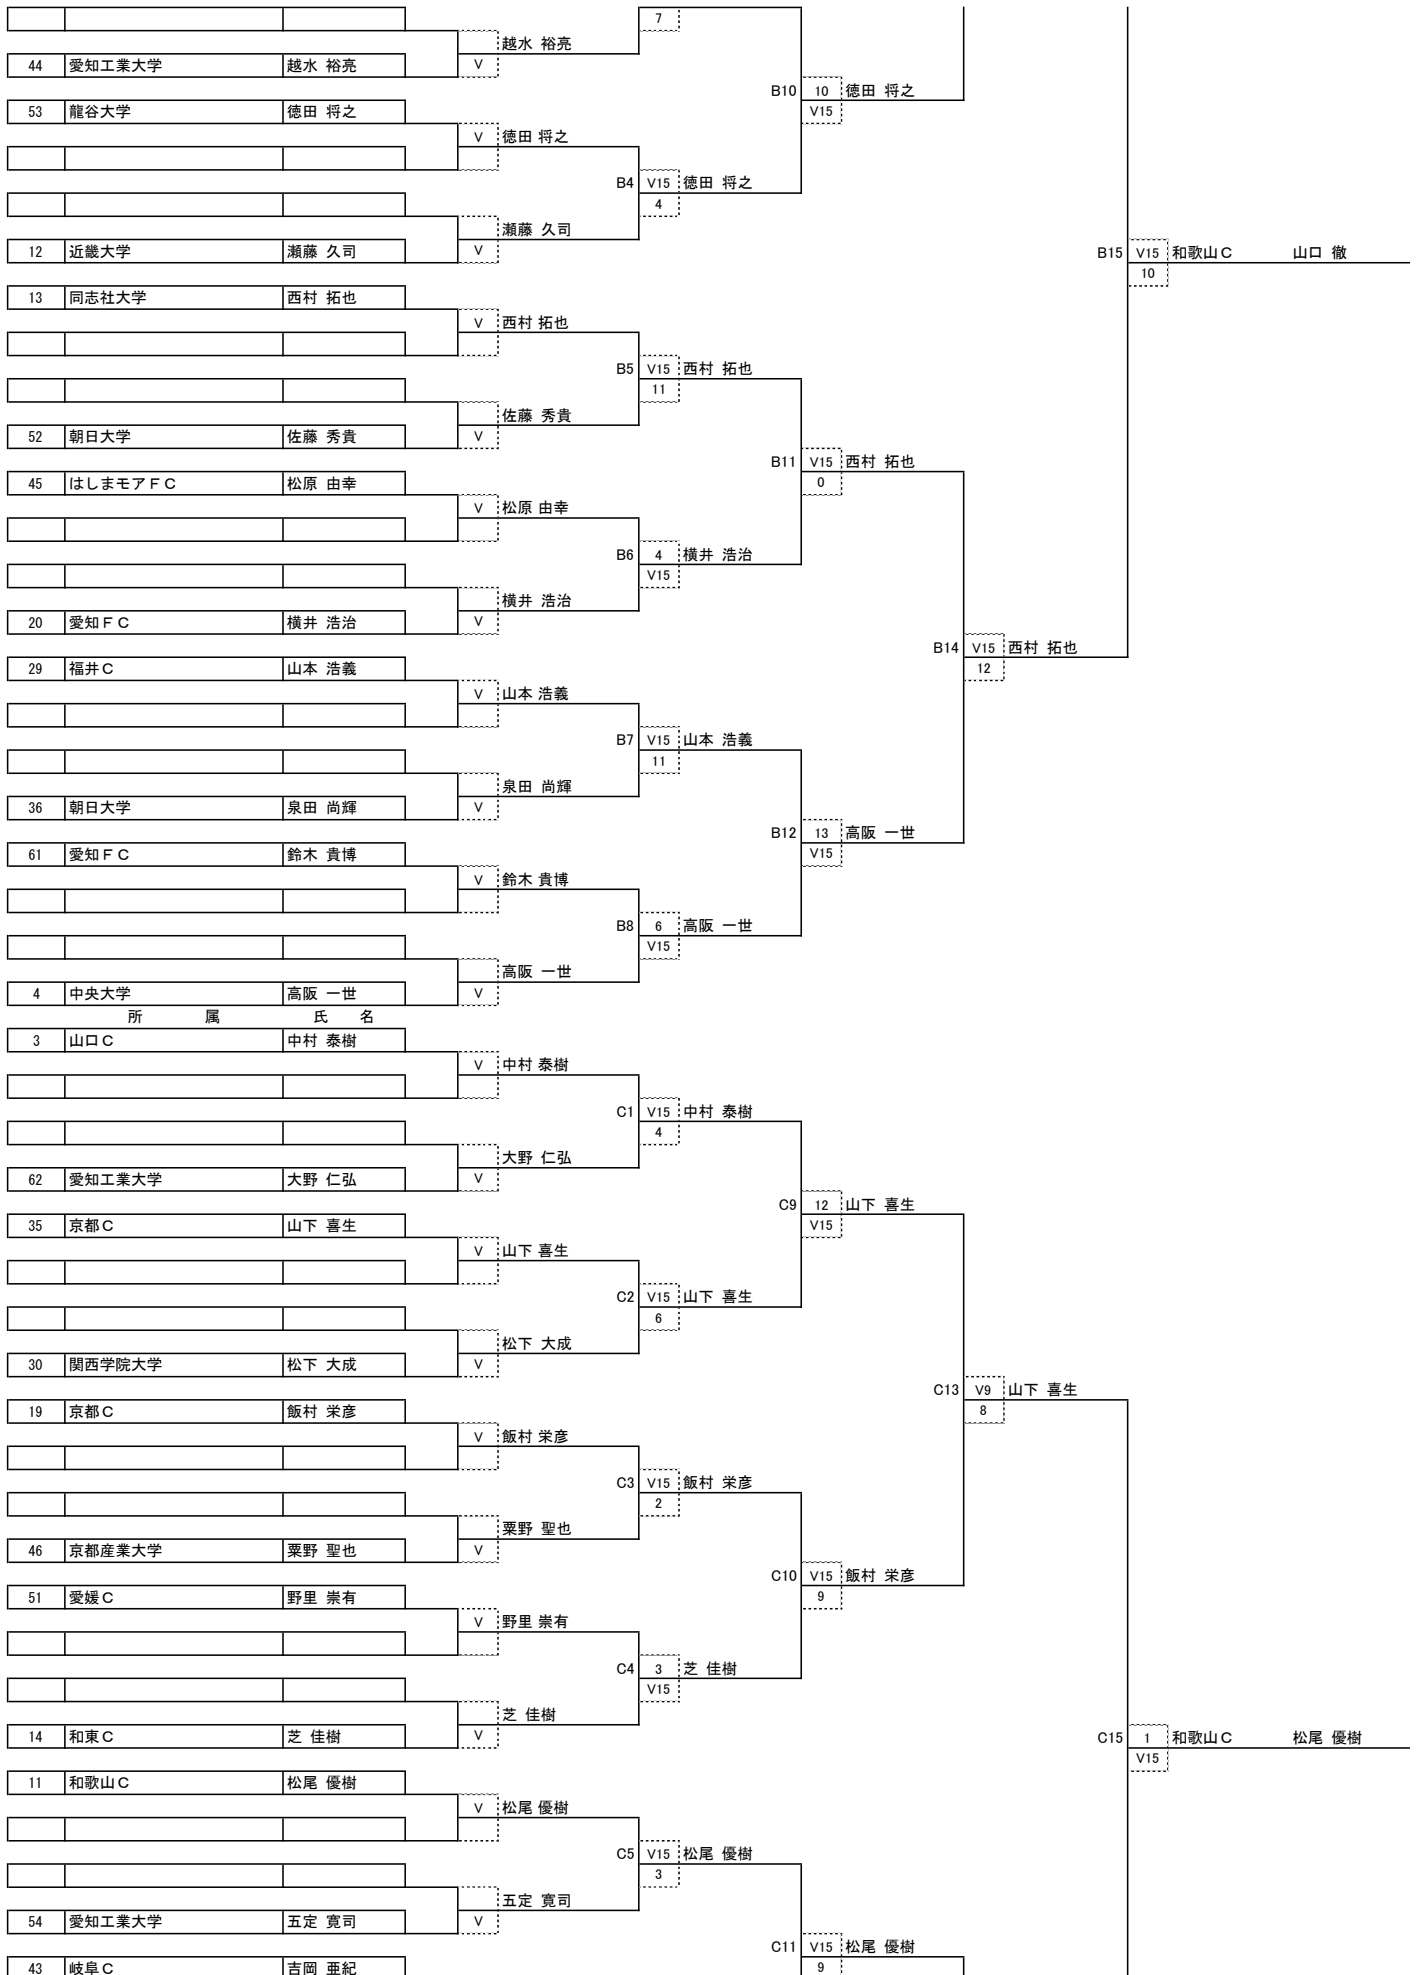 7
越水 裕亮
44 愛知工業大学 越水 裕亮 V
B10 10 徳田 将之
53 龍谷大学 徳田 将之 V15
V 徳田 将之
B4 V15 徳田 将之
4
瀬藤 久司
12 近畿大学 瀬藤 久司 V
B15 V15 和歌山C 山口 徹
10
13 同志社大学 西村 拓也
V 西村 拓也
B5 V15 西村 拓也
11
佐藤 秀貴
52 朝日大学 佐藤 秀貴 V
B11 V15 西村 拓也
0
45 はしまモアFC 松原 由幸
V 松原 由幸
B6 4 横井 浩治
V15
横井 浩治
20 愛知FC 横井 浩治 V
B14 V15 西村 拓也
12
29 福井C 山本 浩義
V 山本 浩義
B7 V15 山本 浩義
11
泉田 尚輝
36 朝日大学 泉田 尚輝 V
B12 13 高阪 一世
V15
61 愛知FC 鈴木 貴博
V 鈴木 貴博
B8 6 高阪 一世
V15
高阪 一世
4 中央大学 高阪 一世 V
所 属 氏 名
3 山口C 中村 泰樹
V 中村 泰樹
C1 V15 中村 泰樹
4
大野 仁弘
62 愛知工業大学 大野 仁弘 V
C9 12 山下 喜生
V15
35 京都C 山下 喜生
V 山下 喜生
C2 V15 山下 喜生
6
松下 大成
30 関西学院大学 松下 大成 V
C13 V9 山下 喜生
8
19 京都C 飯村 栄彦
V 飯村 栄彦
C3 V15 飯村 栄彦
2
粟野 聖也
46 京都産業大学 粟野 聖也 V
C10 V15 飯村 栄彦
9
51 愛媛C 野里 崇有
V 野里 崇有
C4 3 芝 佳樹
V15
芝 佳樹
14 和東C 芝 佳樹 V
C15 1 和歌山C 松尾 優樹
V15
11 和歌山C 松尾 優樹
V 松尾 優樹
C5 V15 松尾 優樹
3
五定 寛司
54 愛知工業大学 五定 寛司 V
C11 V15 松尾 優樹
9
43 岐阜C 吉岡 亜紀